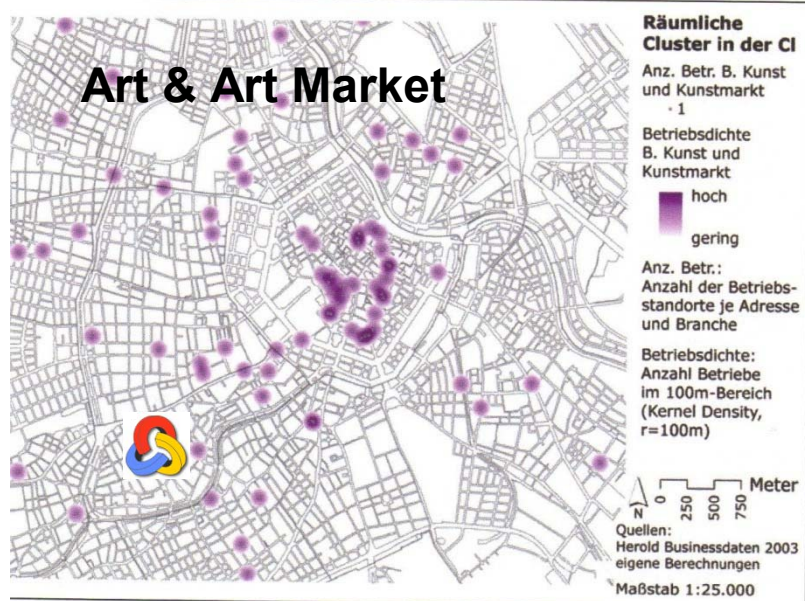 Art & Art Market
Räumliche
Cluster in der CI
Anz. Betr. B. Kunst
und Kunstmarkt
· 1
Betriebsdichte
B. Kunst und
Kunstmarkt
hoch
gering
Anz. Betr.:
Anzahl der Betriebs-
standorte je Adresse
und Branche
Betriebsdichte:
Anzahl Betriebe
im 100m-Bereich
(Kernel Density,
r=100m)
N
0 250 500 750 Meter
Quellen:
Herold Businessdaten 2003
eigene Berechnungen
Maßstab 1:25.000